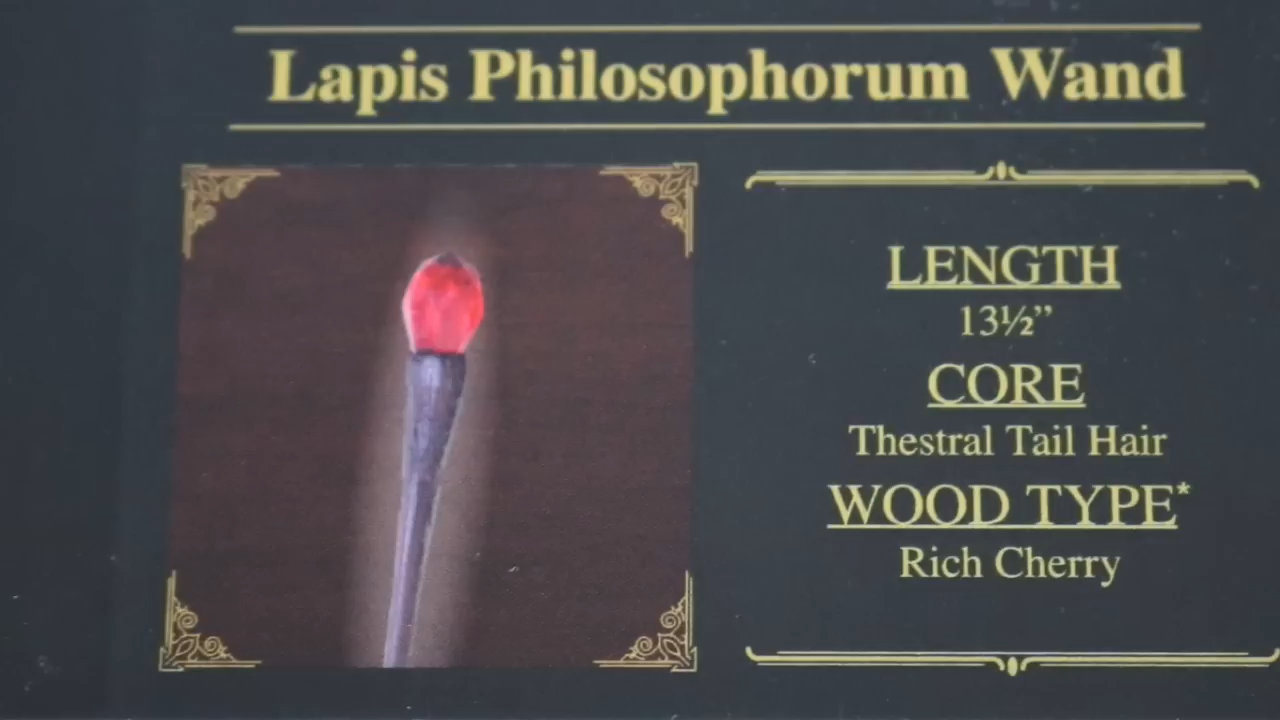 Lapis Philosophorum Wand
LENGTH
13½”
CORE
Thestral Tail Hair
WOOD TYPE*
Rich Cherry